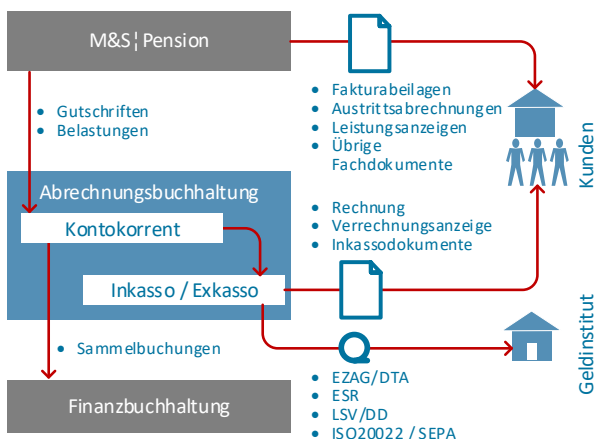 M&S¦Pension
• Fakturabeilagen
• Austrittsabrechnungen
• Leistungsanzeigen
• Übrige
Fachdokumente
• Gutschriften
• Belastungen
Kunden
Abrechnungsbuchhaltung
Kontokorrent
• Rechnung
• Verrechnungsanzeige
• Inkassodokumente
Inkasso / Exkasso
Geldinstitut
• Sammelbuchungen
• EZAG/DTA
• ESR
• LSV/DD
• ISO20022 / SEPA
Finanzbuchhaltung